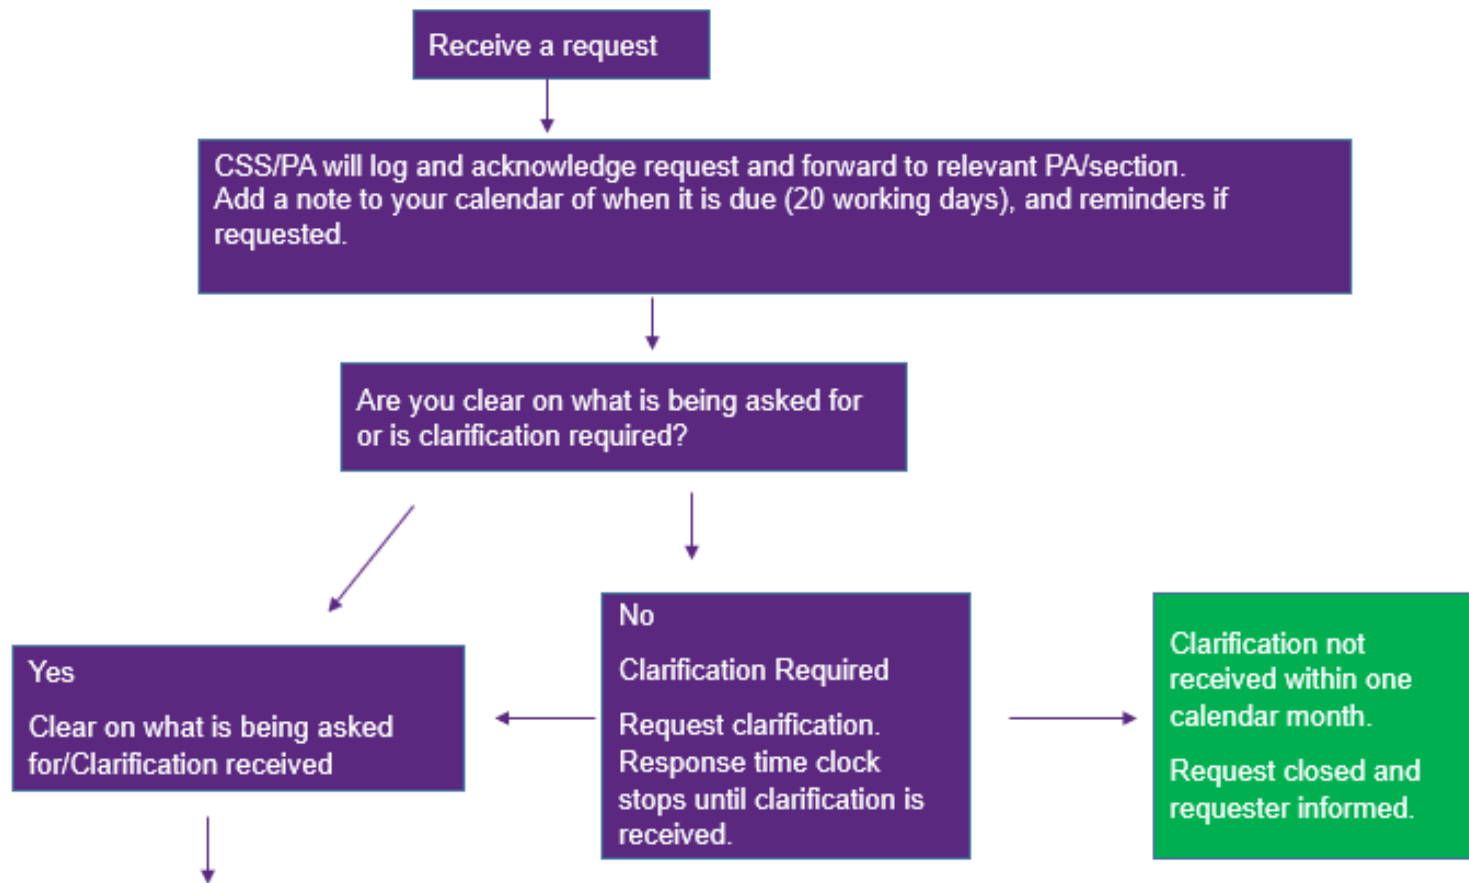 Receive a request
CSS/PA will log and acknowledge request and forward to relevant PA/section.
Add a note to your calendar of when it is due (20 working days), and reminders if
requested.
Are you clear on what is being asked for
or is clarification required?
Yes
Clear on what is being asked
for/Clarification received
No
Clarification Required
Request clarification.
Response time clock
stops until clarification is
received.
Clarification not
received within one
calendar month.
Request closed and
requester informed.